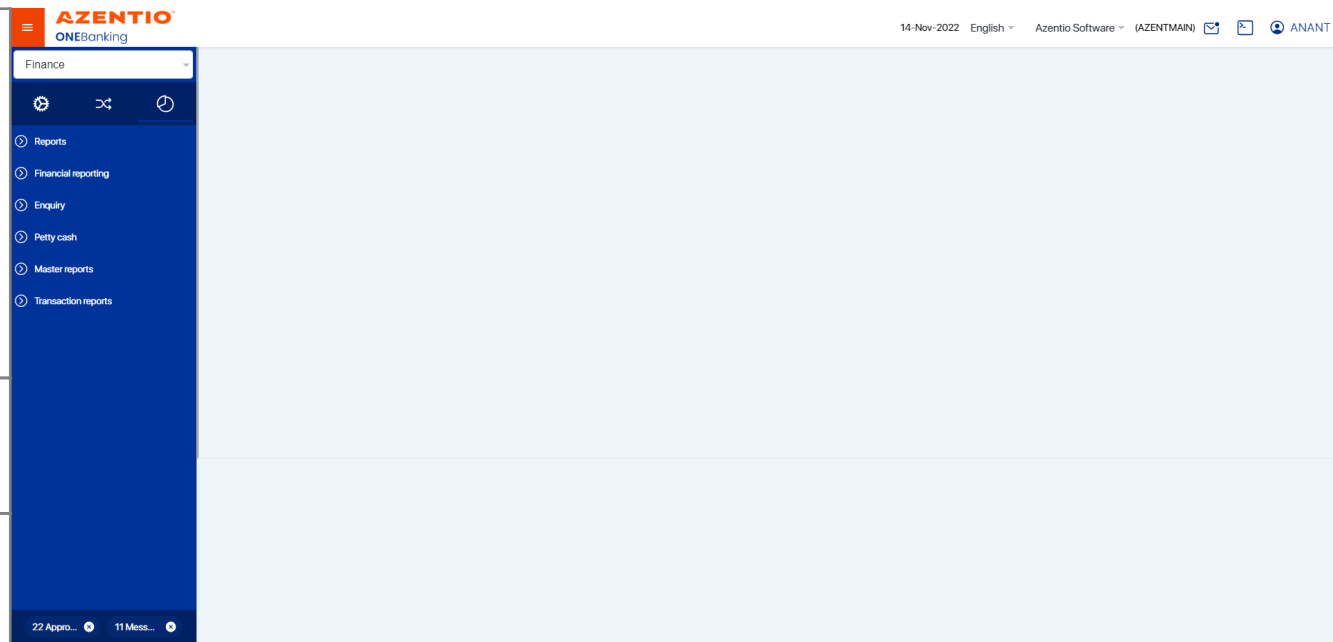 AZENTIO
ONEBanking
14-Nov-2022 English Azentio Software (AZENTMAIN) ANANT
Finance
Reports
Financial reporting
Enquiry
Petty cash
Master reports
Transaction reports
22 Appro... 11 Mess...